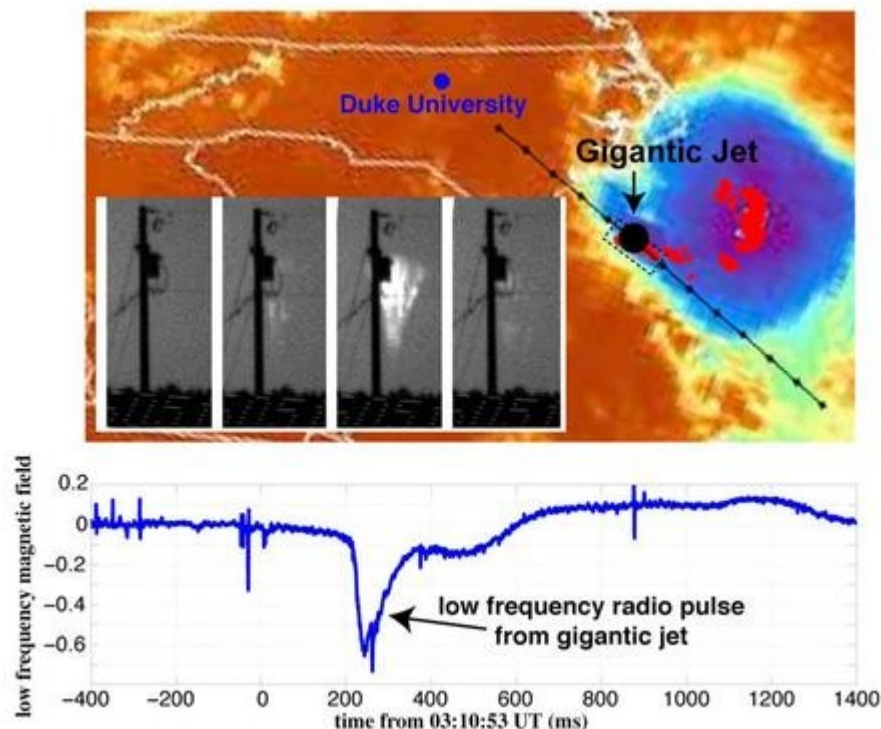 Duke University
Gigantic Jet
low frequency magnetic field
0.2
0
−0.2
−0.4
−0.6
low frequency radio pulse
from gigantic jet
−400 −200 0 200 400 600 800 1000 1200 1400
time from 03:10:53 UT (ms)